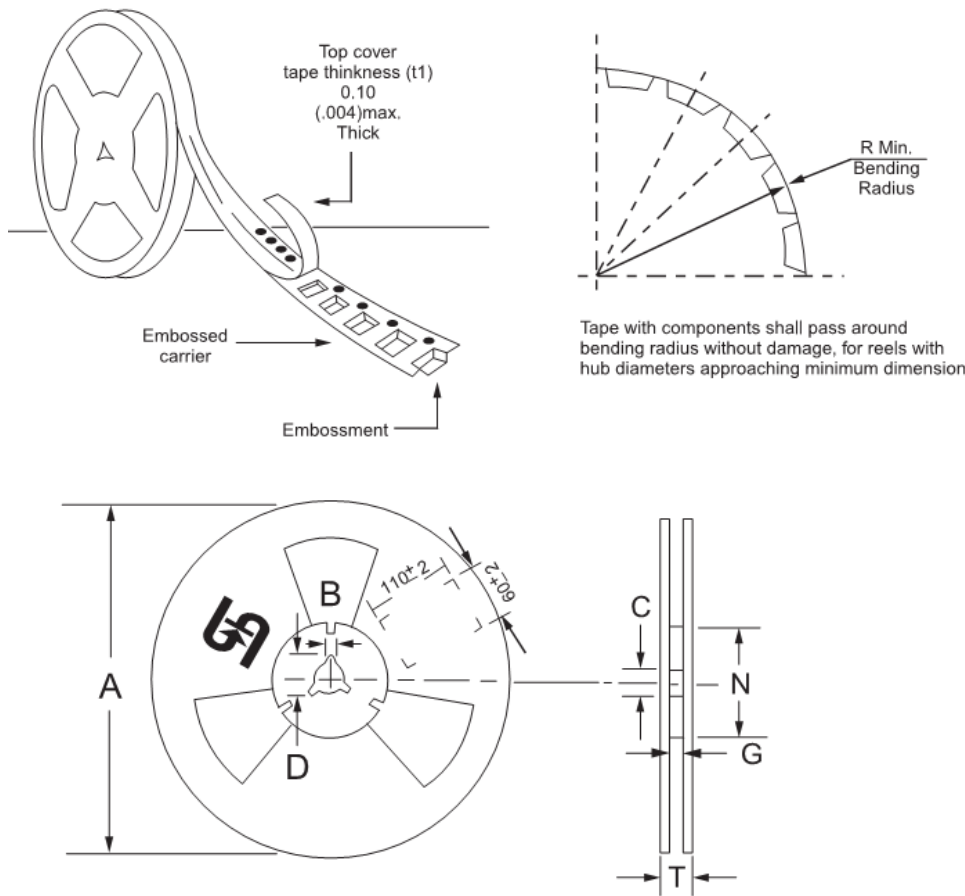 Top cover
tape thinkness (t1)
0.10
(.004)max.
Thick
R Min.
Bending
Radius
Embossed
carrier
Embossment
Tape with components shall pass around
bending radius without damage, for reels with
hub diameters approaching minimum dimension
110±2
60±2
B
C
A
N
D
G
T